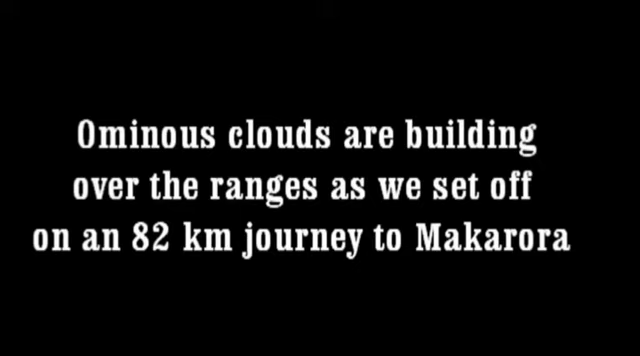 Ominous clouds are building
over the ranges as we set off
on an 82 km journey to Makarora